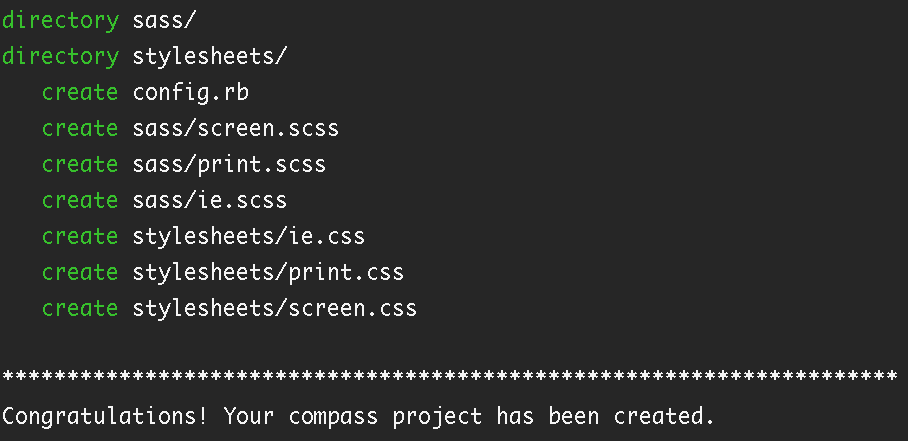 directory sass/
directory stylesheets/
create config.rb
create sass/screen.scss
create sass/print.scss
create sass/ie.scss
create stylesheets/ie.css
create stylesheets/print.css
create stylesheets/screen.css
*********************************************************************
Congratulations! Your compass project has been created.